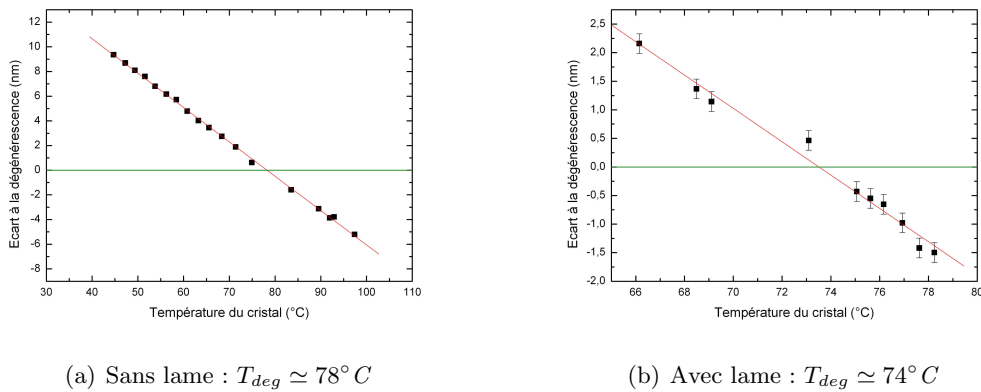 12
10
8
6
4
2
0
-2
-4
-6
-8
30 40 50 60 70 80 90 100 110
Ecart à la dégénérescence (nm)
Température du cristal (°C)
2,5
2,0
1,5
1,0
0,5
0,0
-0,5
-1,0
-1,5
-2,0
66 68 70 72 74 76 78 80
Ecart à la dégénérescence (nm)
Température du cristal (°C)
(a) Sans lame : T_deg ≃ 78° C
(b) Avec lame : T_deg ≃ 74° C